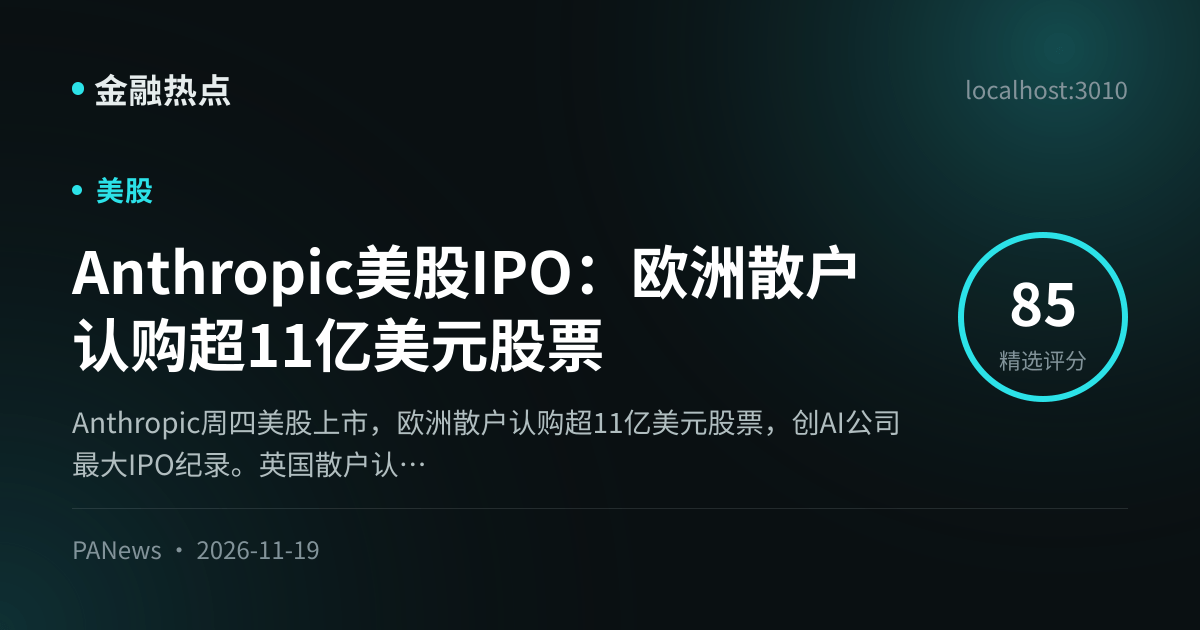 金融热点
localhost:3010
美股
Anthropic美股IPO：欧洲散户
认购超11亿美元股票
85
精选评分
Anthropic周四美股上市，欧洲散户认购超11亿美元股票，创AI公司
最大IPO纪录。英国散户认…
PANews • 2026-11-19